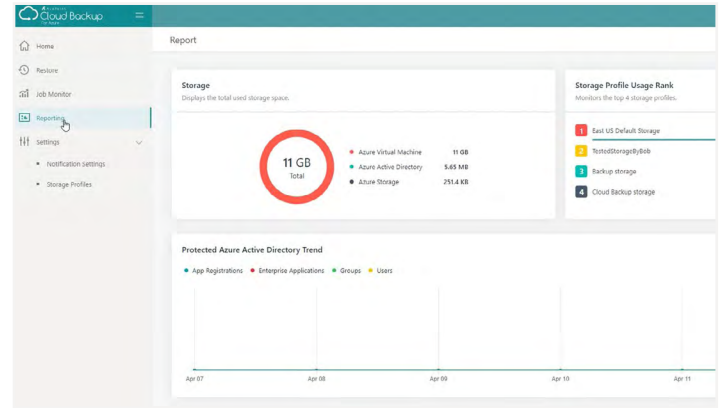 Cloud Backup
For Azure
Home
Restore
Job Monitor
Reporting
Settings
Notification Settings
Storage Profiles
Report
Storage
Displays the total used storage space.
11 GB
Total
Azure Virtual Machine 11 GB
Azure Active Directory 5.65 MB
Azure Storage 251.4 KB
Storage Profile Usage Rank
Monitors the top 4 storage profiles.
1 East US Default Storage
2 TestedStorageByBob
3 Backup storage
4 Cloud Backup storage
Protected Azure Active Directory Trend
App Registrations Enterprise Applications Groups Users
Apr 07 Apr 08 Apr 09 Apr 10 Apr 11